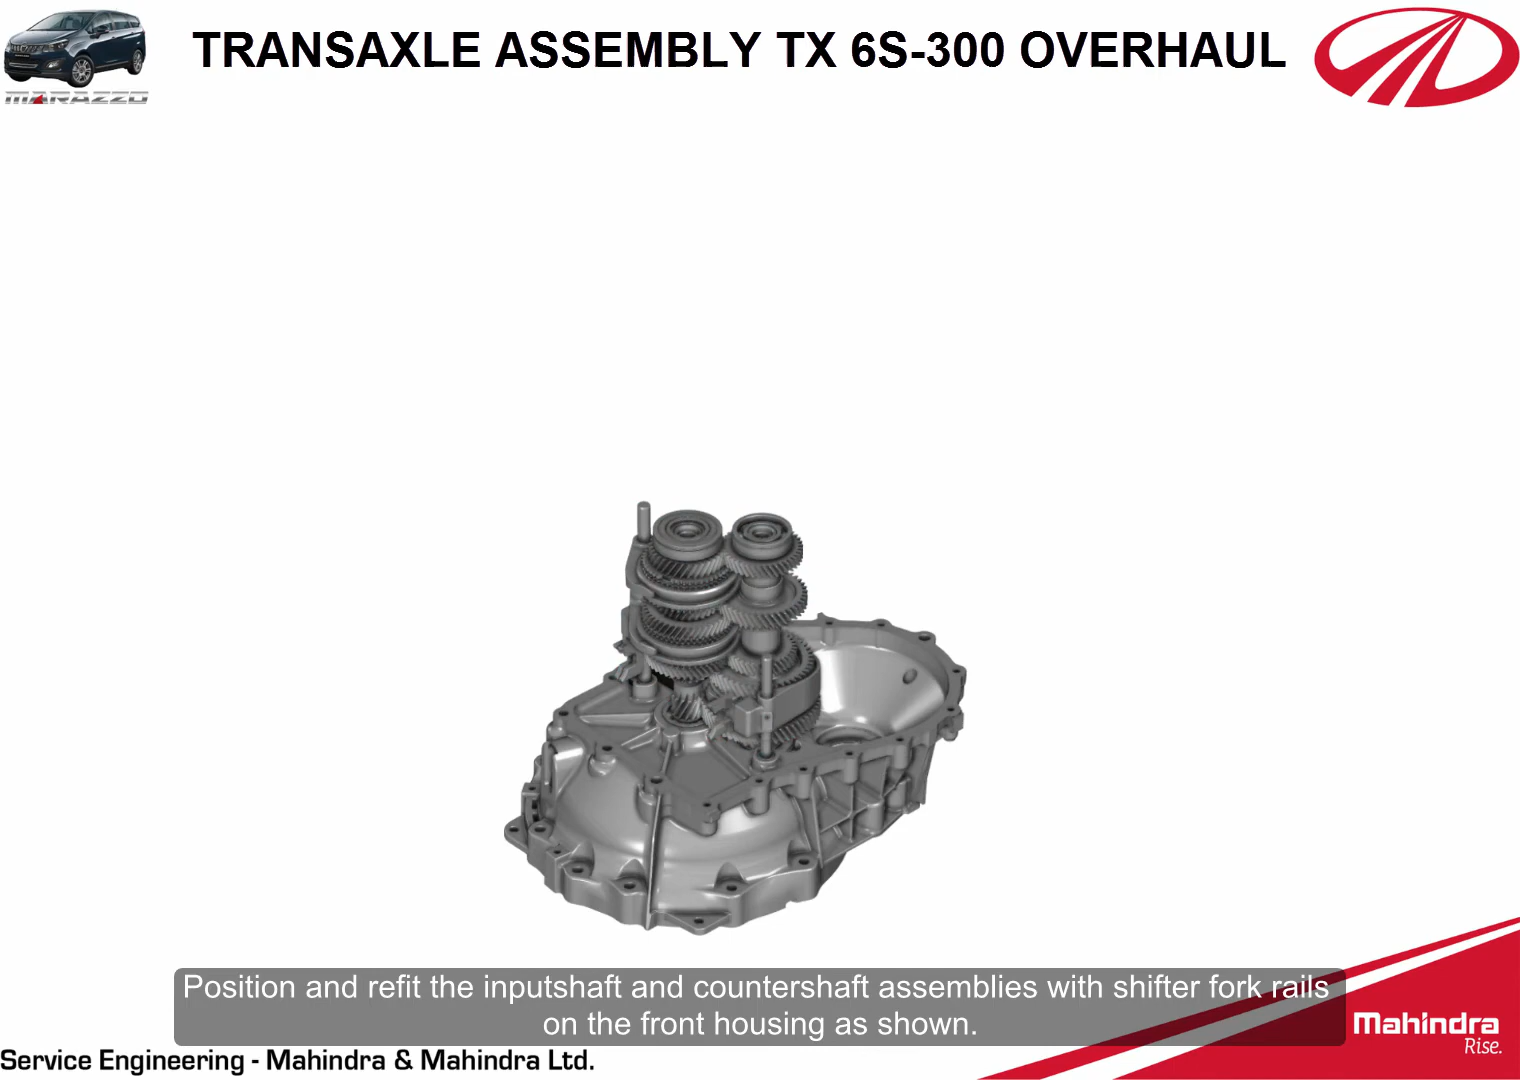 TRANSAXLE ASSEMBLY TX 6S-300 OVERHAUL
MARAZZO
Position and refit the inputshaft and countershaft assemblies with shifter fork rails
on the front housing as shown.
Mahindra
Rise.
Service Engineering - Mahindra & Mahindra Ltd.